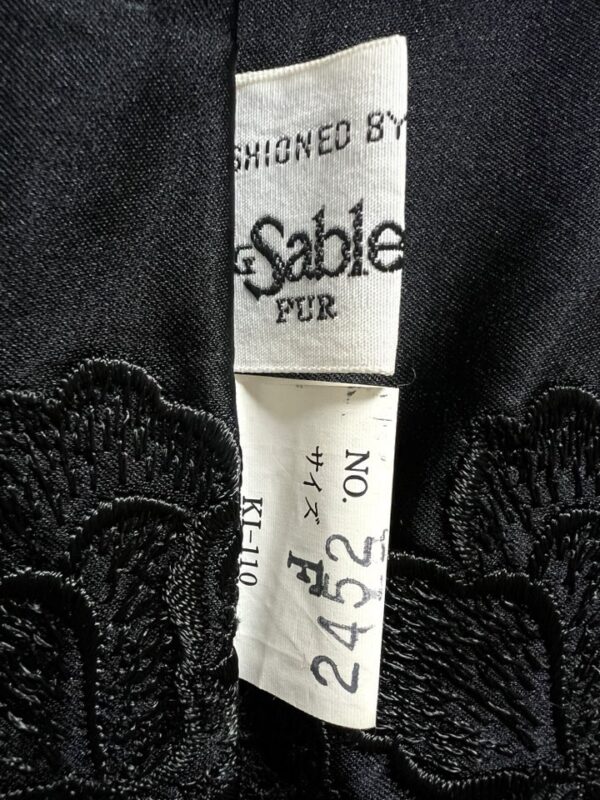 SHIONED BY
G Sable
FUR
NO. 2452
サイズ F
KI-110